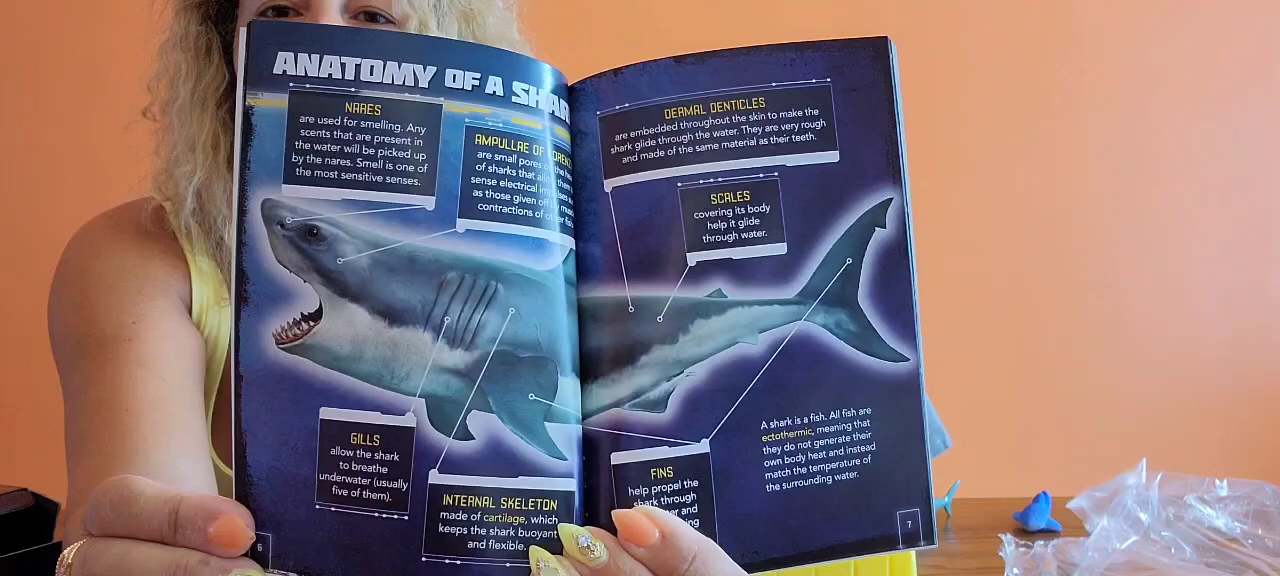 ANATOMY OF A SHAR
NARES
are used for smelling. Any
scents that are present in
the water will be picked up
by the nares. Smell is one of
the most sensitive senses.
AMPULLAE OF
are small pores
of sharks that
sense electrical
as those given
contractions of
GILLS
allow the shark
to breathe
underwater (usually
five of them).
INTERNAL SKELETON
made of cartilage, which
keeps the shark buoyant
and flexible.
6
DERMAL DENTICLES
are embedded throughout the skin to make the
shark glide through the water. They are very rough
and made of the same material as their teeth.
SCALES
covering its body
help it glide
through water.
FINS
help propel the
shark through
and
A shark is a fish. All fish are
ectothermic, meaning that
they do not generate their
own body heat and instead
match the temperature of
the surrounding water.
7